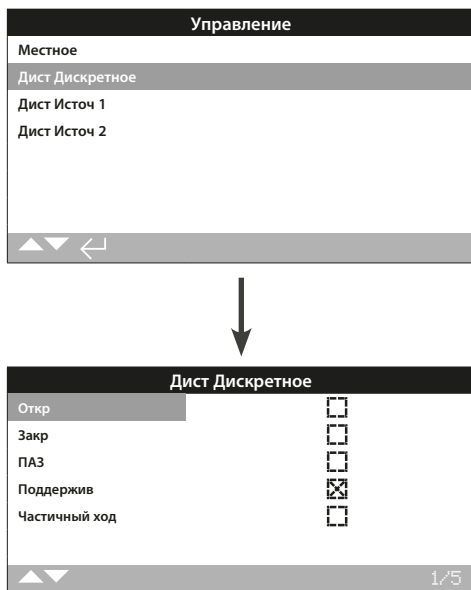 Управление
Местное
Дист Дискретное
Дист Источ 1
Дист Источ 2
Дист Дискретное
Откр
Закр
ПАЗ
Поддержив
Частичный ход
1/5